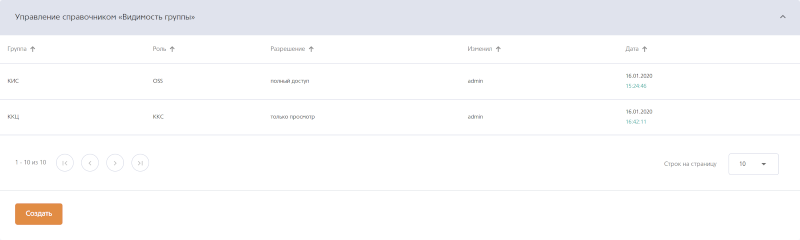 Управление справочником «Видимость группы»
Группа Роль Разрешение Изменил Дата
КИС OSS полный доступ admin 16.01.2020
15:24:46
ККЦ ККС только просмотр admin 16.01.2020
16:42:11
1 - 10 из 10 Строк на страницу 10
Создать